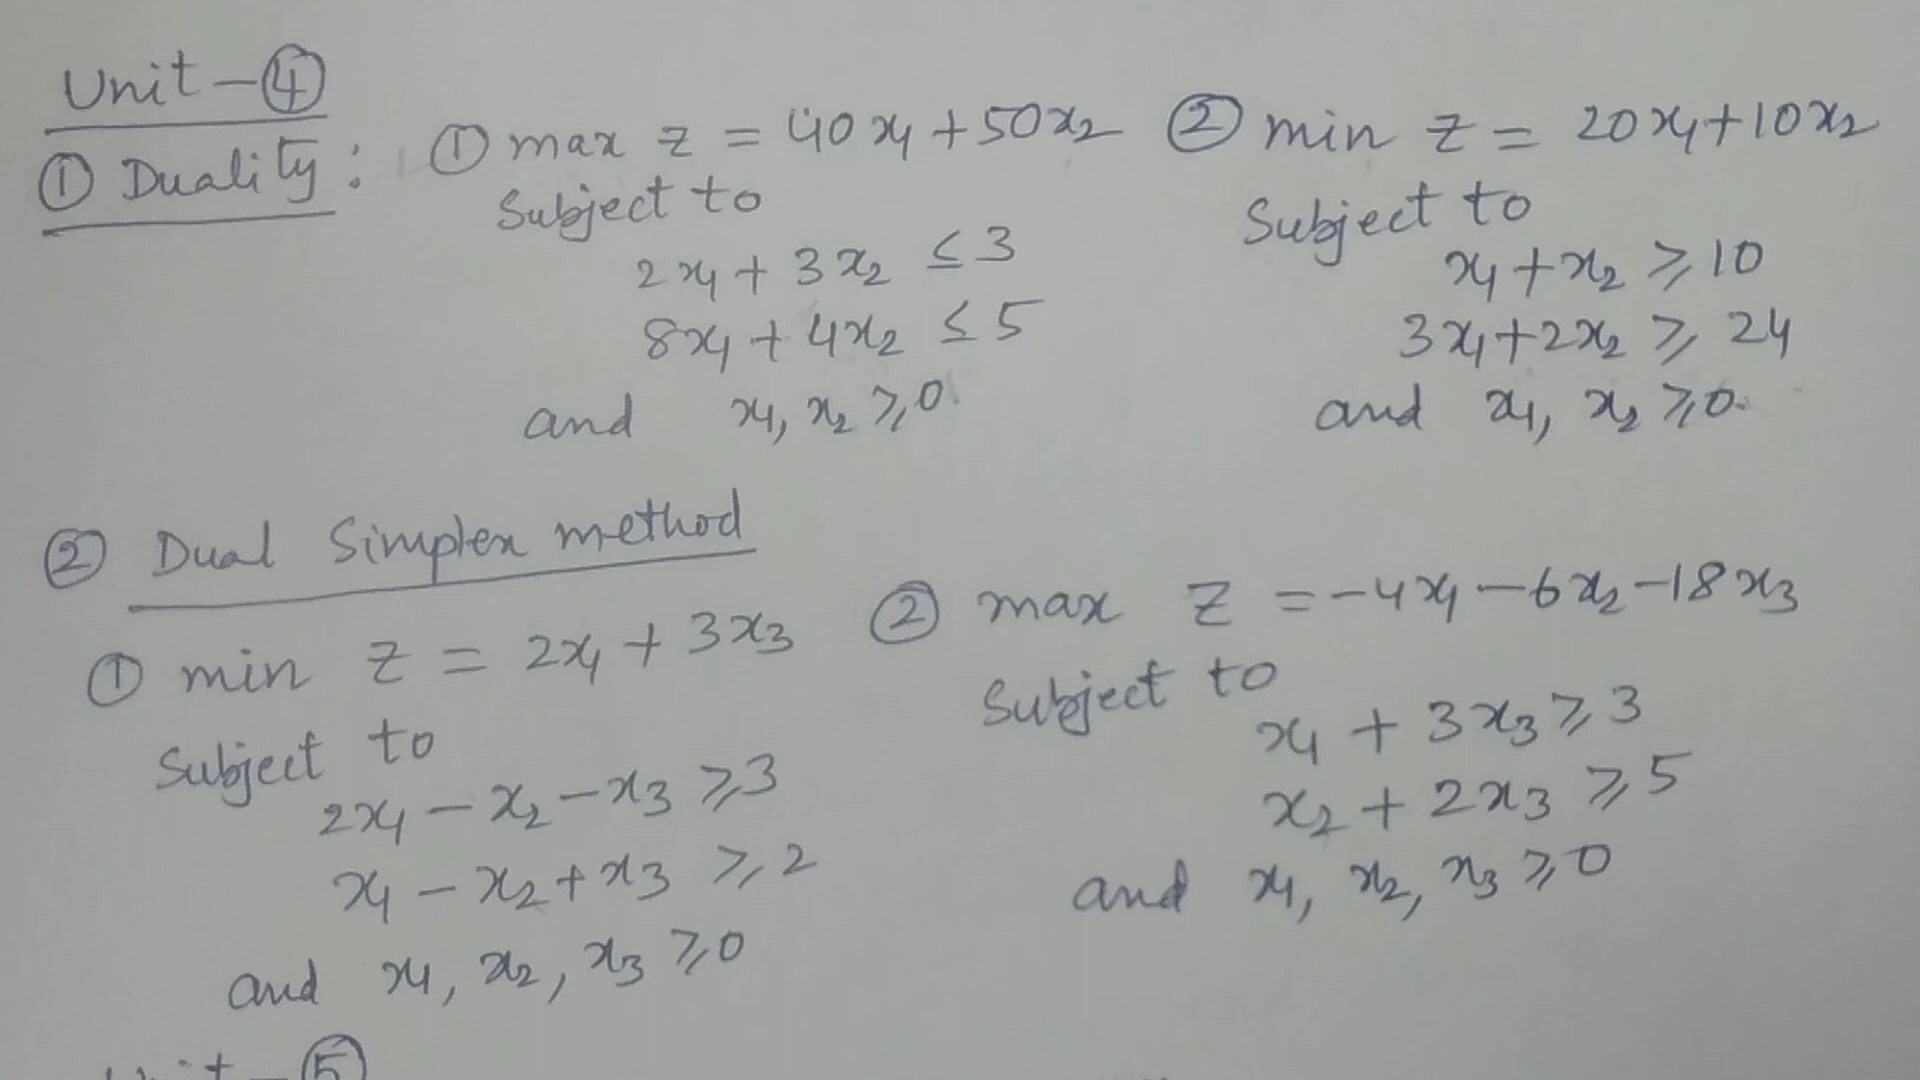 Unit - ④
① Duality :
① max z = 40x₁ + 50x₂
Subject to
2x₁ + 3x₂ ≤ 3
8x₁ + 4x₂ ≤ 5
and x₁, x₂ ≥ 0
② min z = 20x₁ + 10x₂
Subject to
x₁ + x₂ ≥ 10
3x₁ + 2x₂ ≥ 24
and x₁, x₂ ≥ 0.
② Dual Simplex method
① min z = 2x₁ + 3x₃
Subject to
2x₁ - x₂ - x₃ ≥ 3
x₁ - x₂ + x₃ ≥ 2
and x₁, x₂, x₃ ≥ 0
② max z = -4x₁ - 6x₂ - 18x₃
Subject to
x₁ + 3x₃ ≥ 3
x₂ + 2x₃ ≥ 5
and x₁, x₂, x₃ ≥ 0
Unit - ⑤